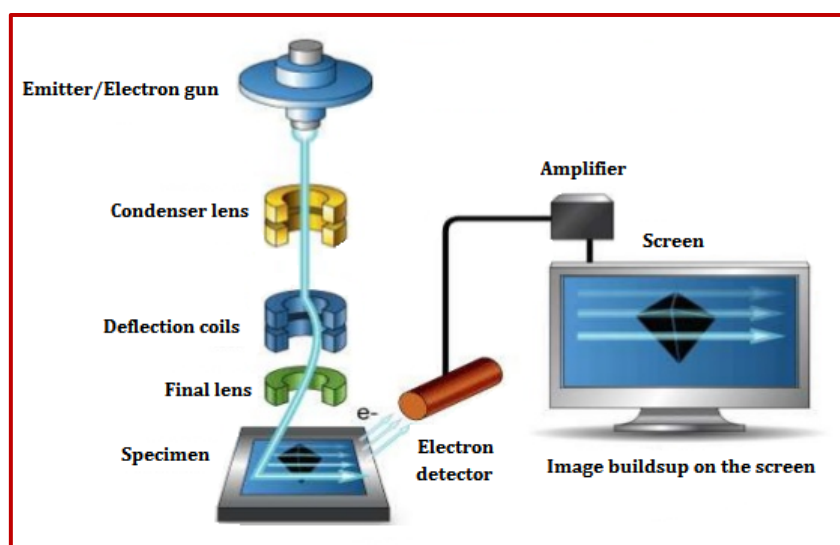 Emitter/Electron gun
Condenser lens
Deflection coils
Final lens
Specimen
e-
Electron
detector
Amplifier
Screen
Image buildsup on the screen